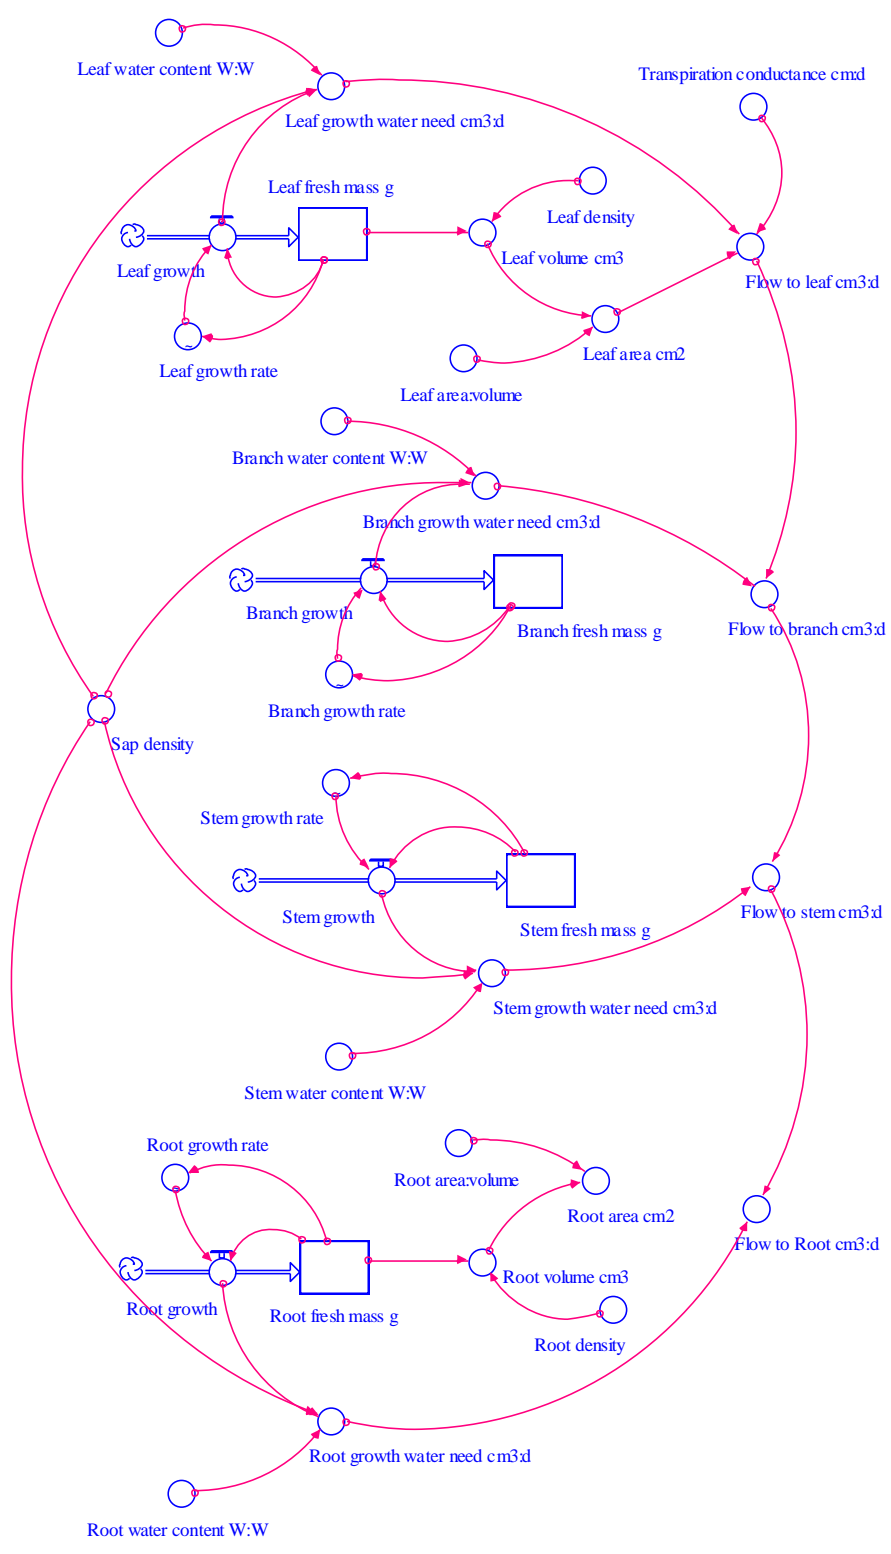 Leaf water content W:W
Transpiration conductance cm:d
Leaf growth water need cm3:d
Leaf fresh mass g
Leaf density
Leaf volume cm3
Leaf growth
Flow to leaf cm3:d
Leaf area cm2
Leaf growth rate
Leaf area:volume
Branch water content W:W
Branch growth water need cm3:d
Branch growth
Branch fresh mass g
Flow to branch cm3:d
Branch growth rate
Sap density
Stem growth rate
Stem growth
Flow to stem cm3:d
Stem fresh mass g
Stem growth water need cm3:d
Stem water content W:W
Root growth rate
Root area:volume
Root area cm2
Flow to Root cm3:d
Root volume cm3
Root growth
Root fresh mass g
Root density
Root growth water need cm3:d
Root water content W:W